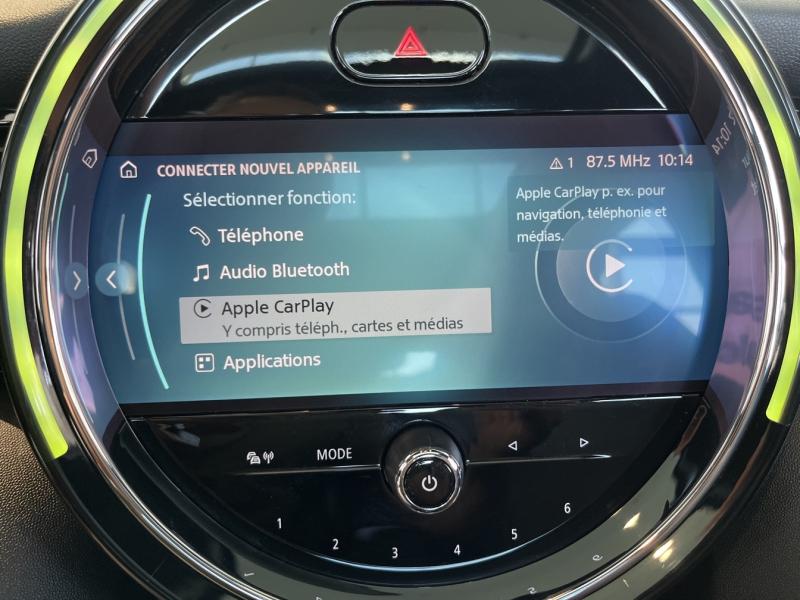 CONNECTER NOUVEL APPAREIL
1 87.5 MHz 10:14
Sélectionner fonction:
Téléphonie
Audio Bluetooth
Apple CarPlay
Y compris téléph., cartes et médias
Applications
Apple CarPlay p. ex. pour
navigation, téléphonie et
médias.
MODE
1 2 3 4 5 6